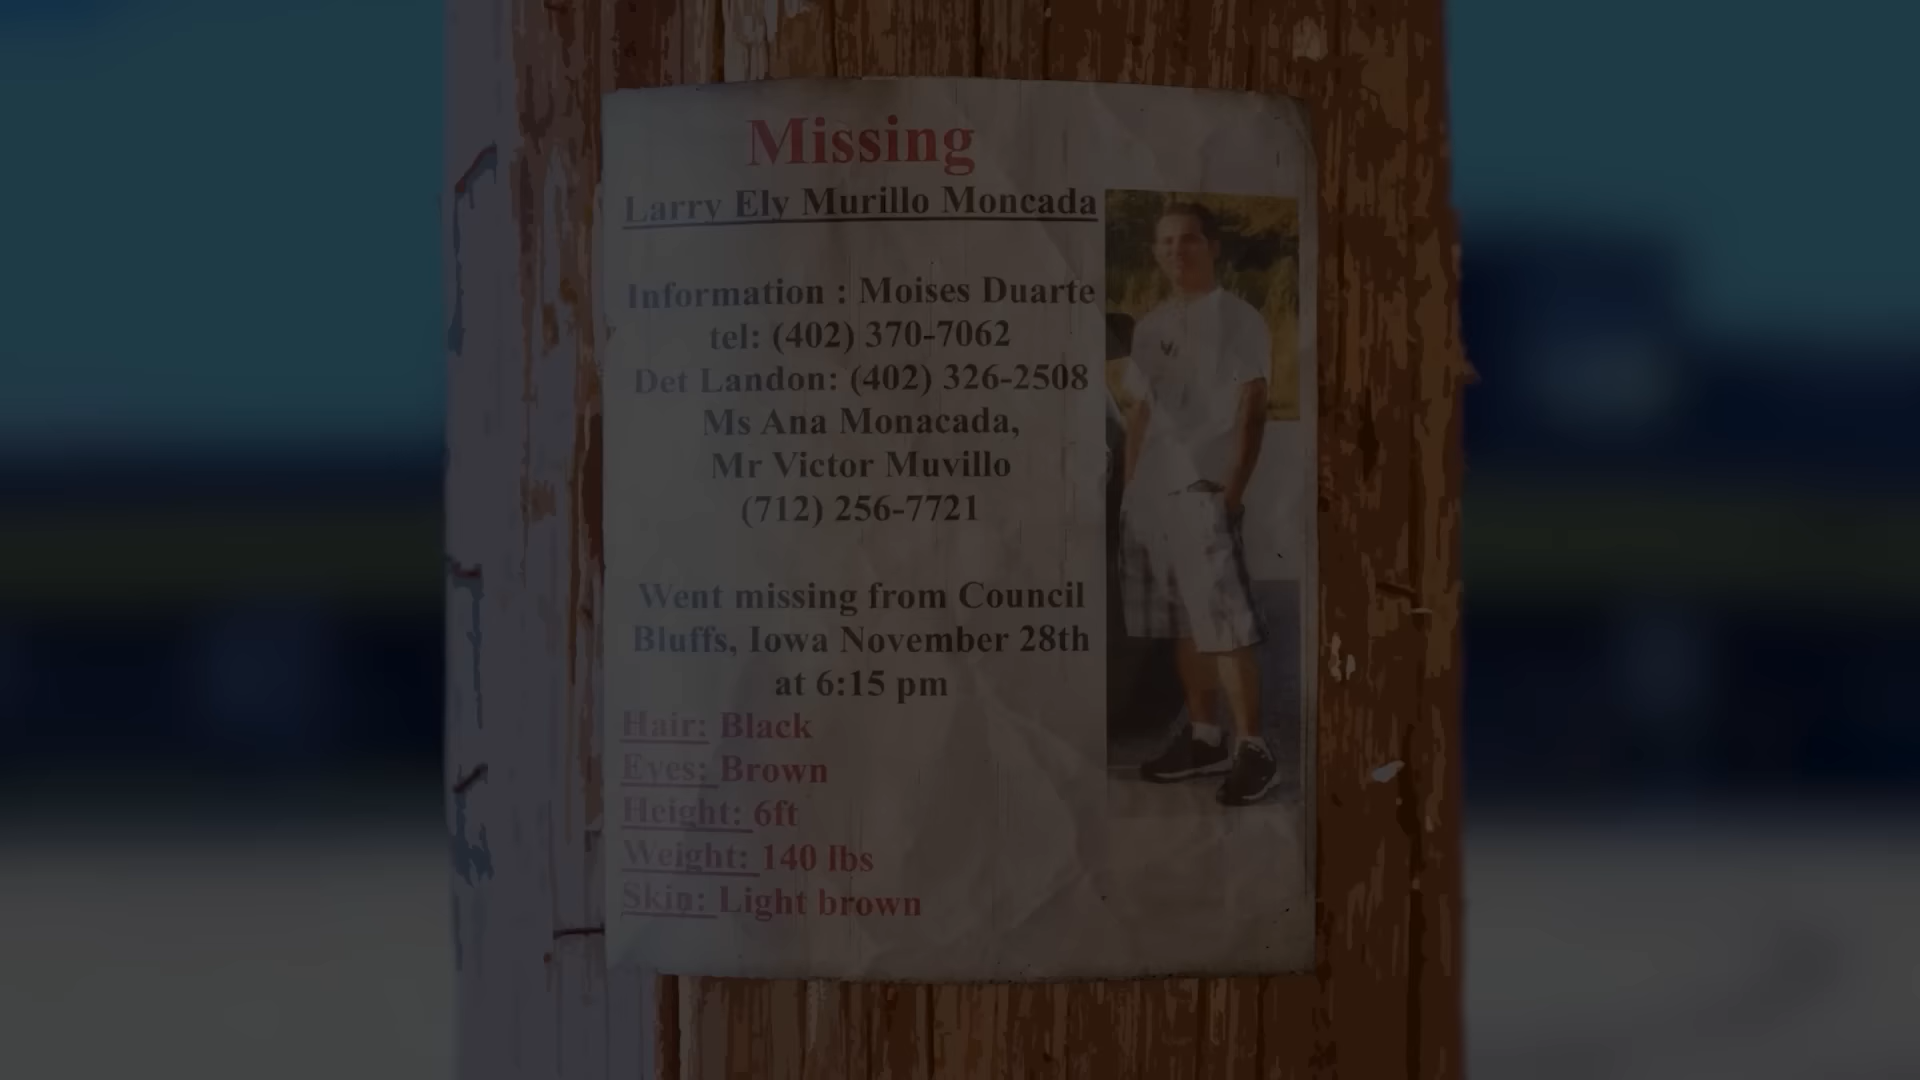 Missing
Larry Ely Murillo Moncada
Information : Moises Duarte
tel: (402) 370-7062
Det Landon: (402) 326-2508
Ms Ana Monacada,
Mr Victor Muvillo
(712) 256-7721
Went missing from Council
Bluffs, Iowa November 28th
at 6:15 pm
Hair: Black
Eyes: Brown
Height: 6ft
Weight: 140 lbs
Skin: Light brown